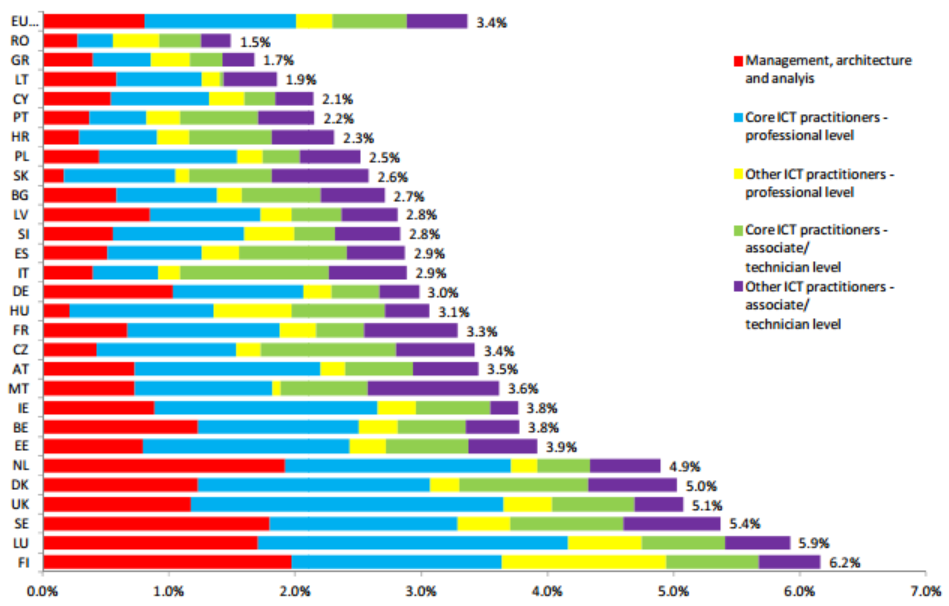 EU... 3.4%
RO 1.5%
GR 1.7%
LT 1.9%
CY 2.1%
PT 2.2%
HR 2.3%
PL 2.5%
SK 2.6%
BG 2.7%
LV 2.8%
SI 2.8%
ES 2.9%
IT 2.9%
DE 3.0%
HU 3.1%
FR 3.3%
CZ 3.4%
AT 3.5%
MT 3.6%
IE 3.8%
BE 3.8%
EE 3.9%
NL 4.9%
DK 5.0%
UK 5.1%
SE 5.4%
LU 5.9%
FI 6.2%
0.0% 1.0% 2.0% 3.0% 4.0% 5.0% 6.0% 7.0%
Management, architecture
and analyis
Core ICT practitioners -
professional level
Other ICT practitioners -
professional level
Core ICT practitioners -
associate/
technician level
Other ICT practitioners -
associate/
technician level